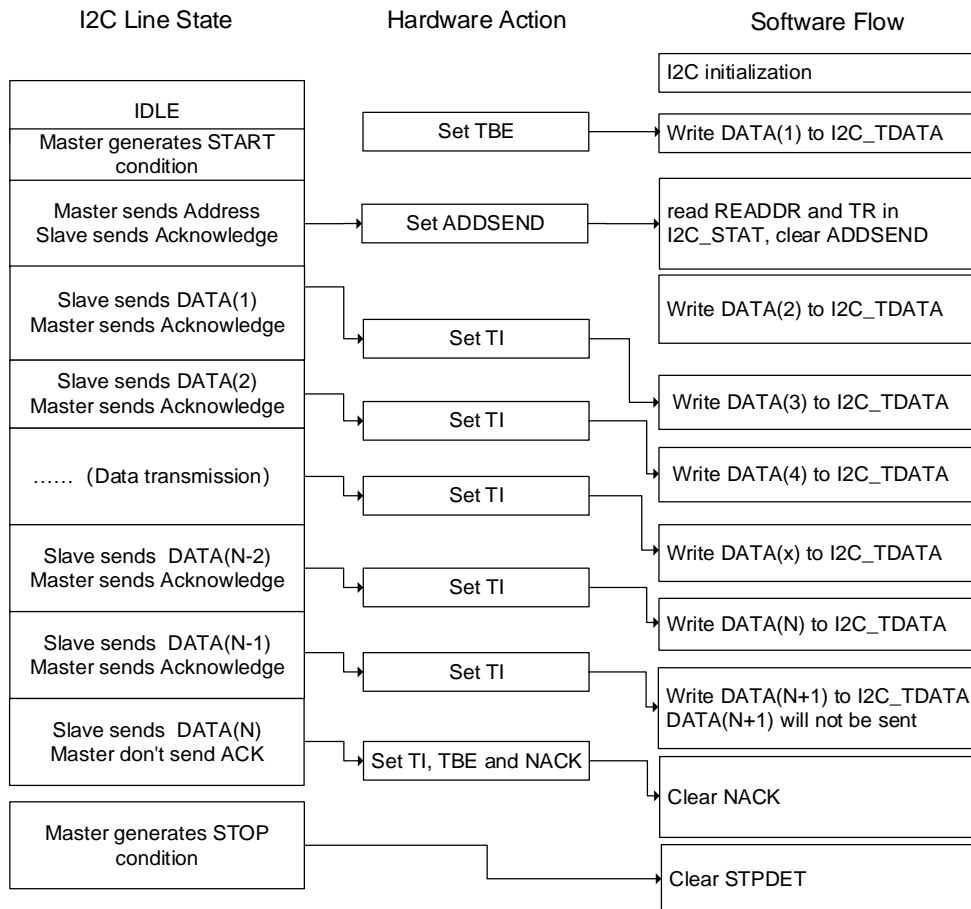 I2C Line State
Hardware Action
Software Flow
I2C initialization
IDLE
Set TBE
Write DATA(1) to I2C_TDATA
Master generates START
condition
Master sends Address
Slave sends Acknowledge
Set ADDSEND
read READDR and TR in
I2C_STAT, clear ADDSEND
Slave sends DATA(1)
Master sends Acknowledge
Write DATA(2) to I2C_TDATA
Set TI
Slave sends DATA(2)
Master sends Acknowledge
Write DATA(3) to I2C_TDATA
Set TI
…… (Data transmission)
Write DATA(4) to I2C_TDATA
Set TI
Write DATA(x) to I2C_TDATA
Slave sends DATA(N-2)
Master sends Acknowledge
Set TI
Write DATA(N) to I2C_TDATA
Slave sends DATA(N-1)
Master sends Acknowledge
Set TI
Write DATA(N+1) to I2C_TDATA
DATA(N+1) will not be sent
Slave sends DATA(N)
Master don't send ACK
Set TI, TBE and NACK
Clear NACK
Master generates STOP
condition
Clear STPDET